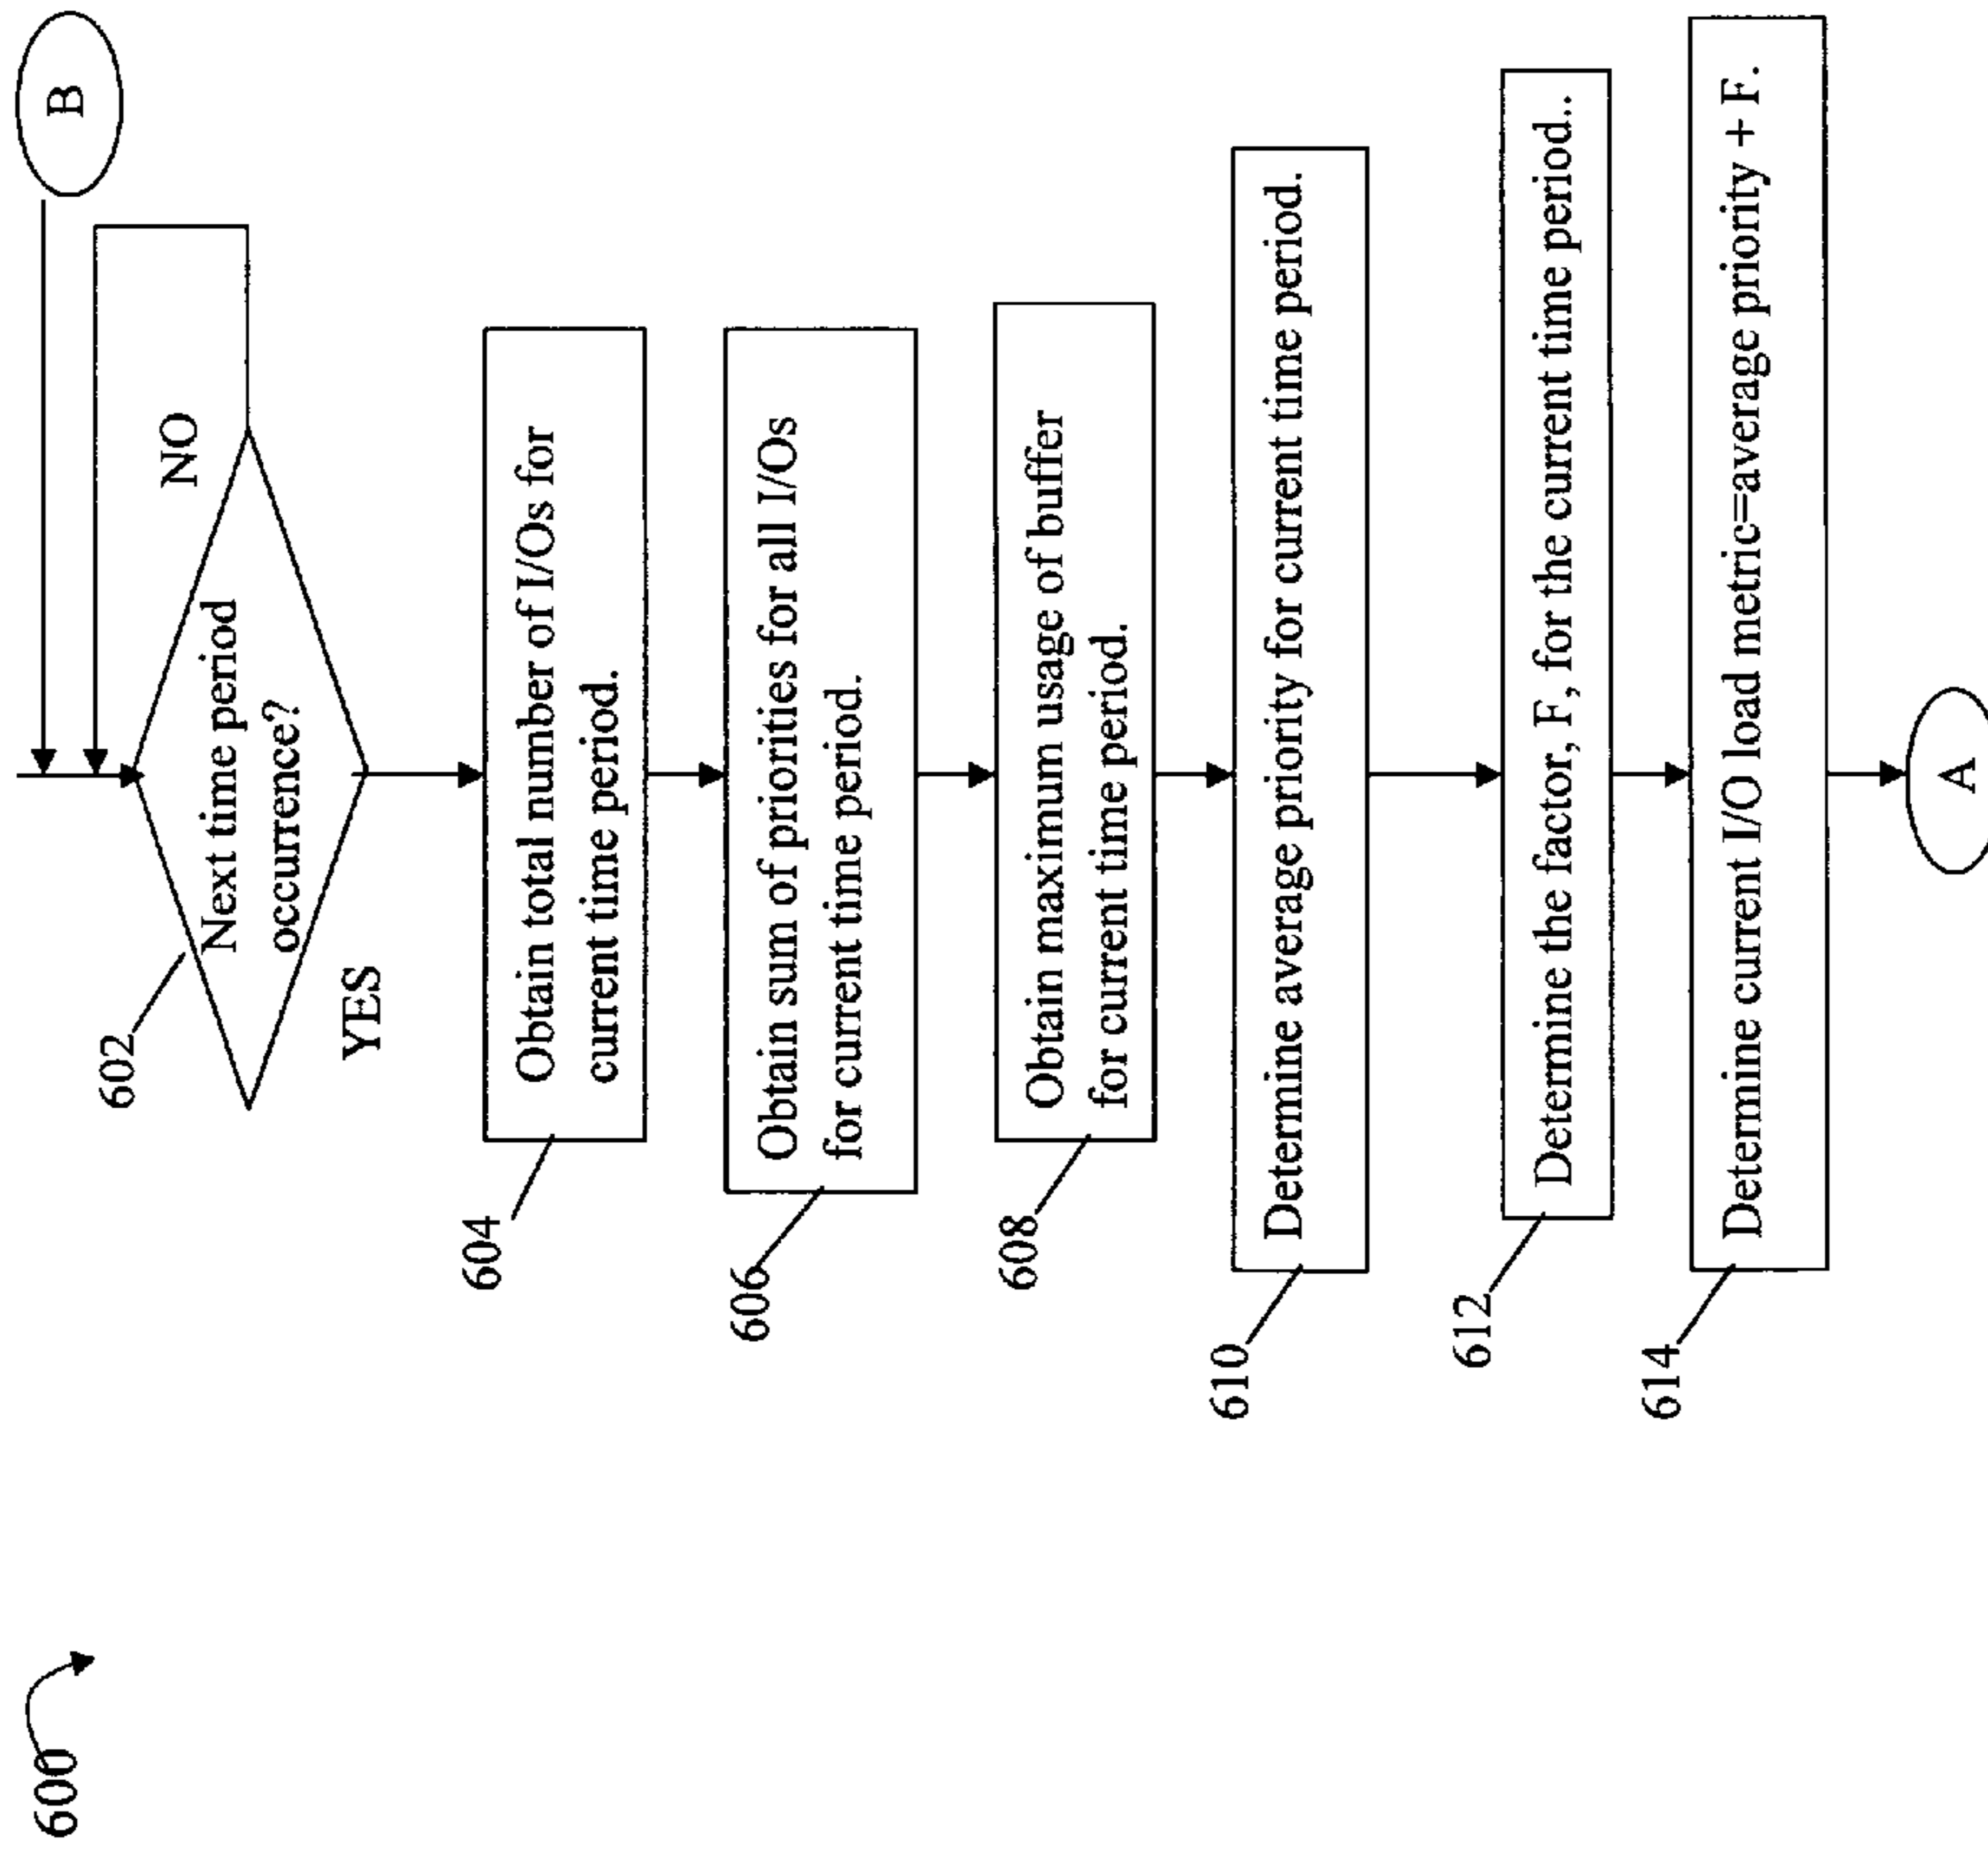 600
B
602
Next time period
occurrence?
NO
YES
604
Obtain total number of I/Os for
current time period.
606
Obtain sum of priorities for all I/Os
for current time period.
608
Obtain maximum usage of buffer
for current time period.
610
Determine average priority for current time period.
612
Determine the factor, F, for the current time period..
614
Determine current I/O load metric=average priority + F.
A